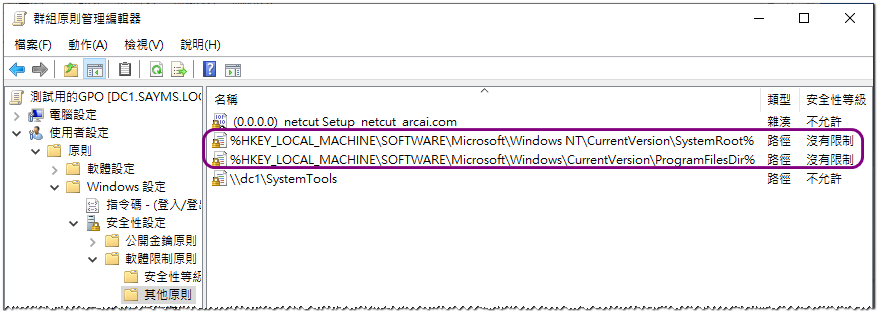 群組原則管理編輯器
檔案(F) 動作(A) 檢視(V) 說明(H)
測試用的GPO [DC1.SAYMS.LOC
電腦設定
使用者設定
原則
軟體設定
Windows 設定
指令碼 - (登入/登出
安全性設定
公開金鑰原則
軟體限制原則
安全性等級
其他原則
名稱 類型 安全性等級
(0.0.0.0) netcut Setup netcut arcai.com 雜湊 不允許
%HKEY_LOCAL_MACHINE\SOFTWARE\Microsoft\Windows NT\CurrentVersion\SystemRoot% 路徑 沒有限制
%HKEY_LOCAL_MACHINE\SOFTWARE\Microsoft\Windows\CurrentVersion\ProgramFilesDir% 路徑 沒有限制
\\dc1\SystemTools 路徑 不允許